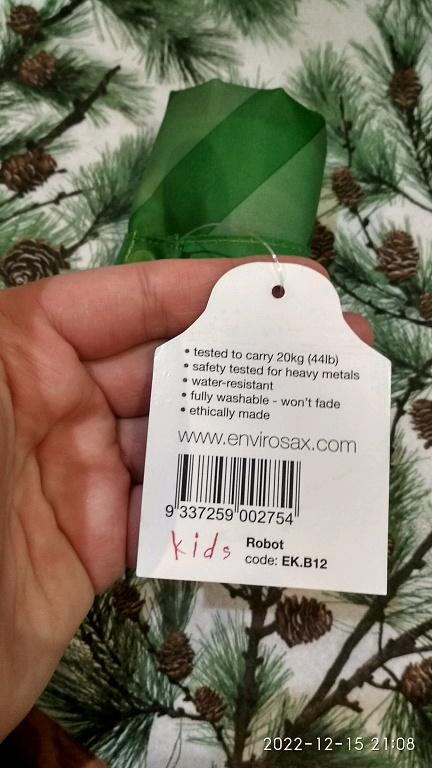 • tested to carry 20kg (44lb)
• safety tested for heavy metals
• water-resistant
• fully washable - won't fade
• ethically made
www.envirosax.com
9 337259 002754
kids Robot
code: EK.B12
2022-12-15 21:08